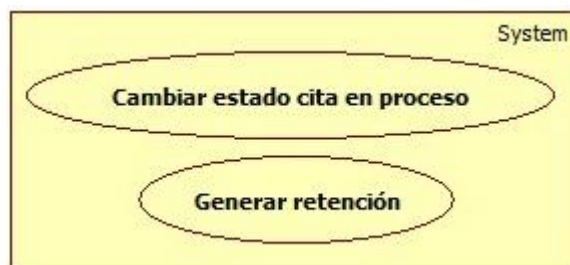 System
Cambiar estado cita en proceso
Generar retención